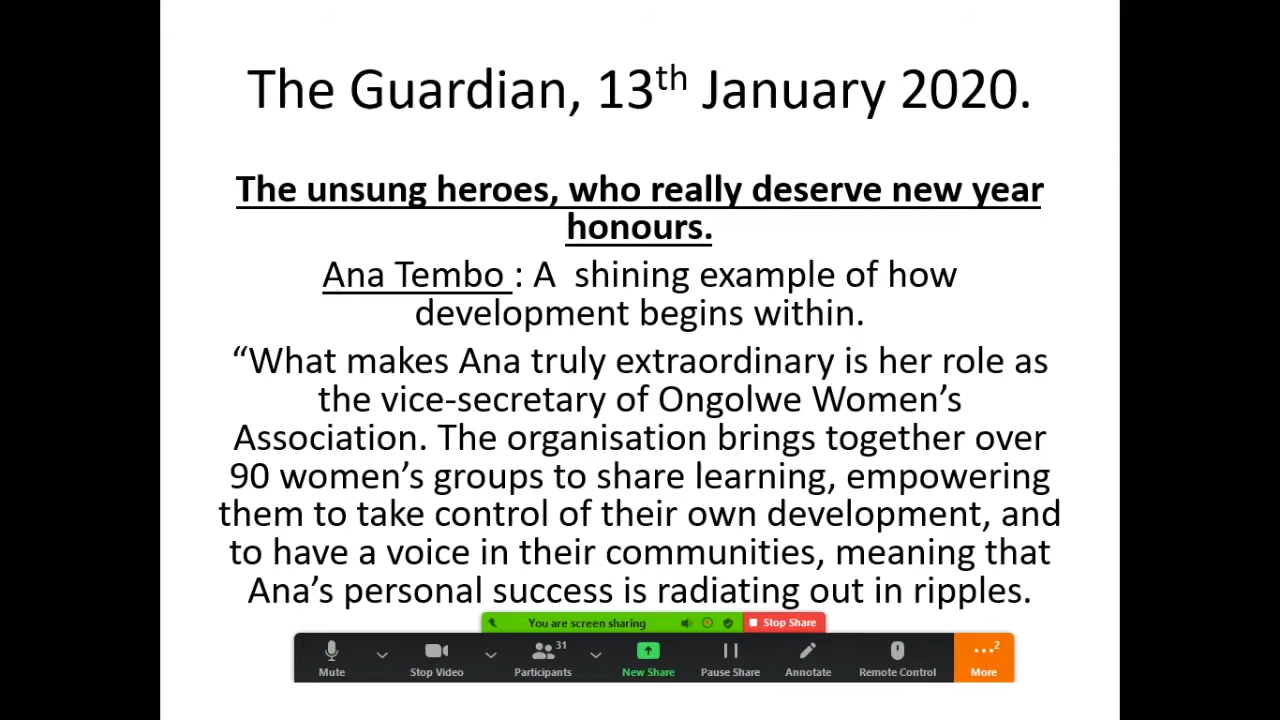 The Guardian, 13th January 2020.
The unsung heroes, who really deserve new year
honours.
Ana Tembo : A  shining example of how
development begins within.
“What makes Ana truly extraordinary is her role as
the vice-secretary of Ongolwe Women’s
Association. The organisation brings together over
90 women’s groups to share learning, empowering
them to take control of their own development, and
to have a voice in their communities, meaning that
Ana’s personal success is radiating out in ripples.
You are screen sharing Stop Share
31 2
Mute Stop Video Participants New Share Pause Share Annotate Remote Control More